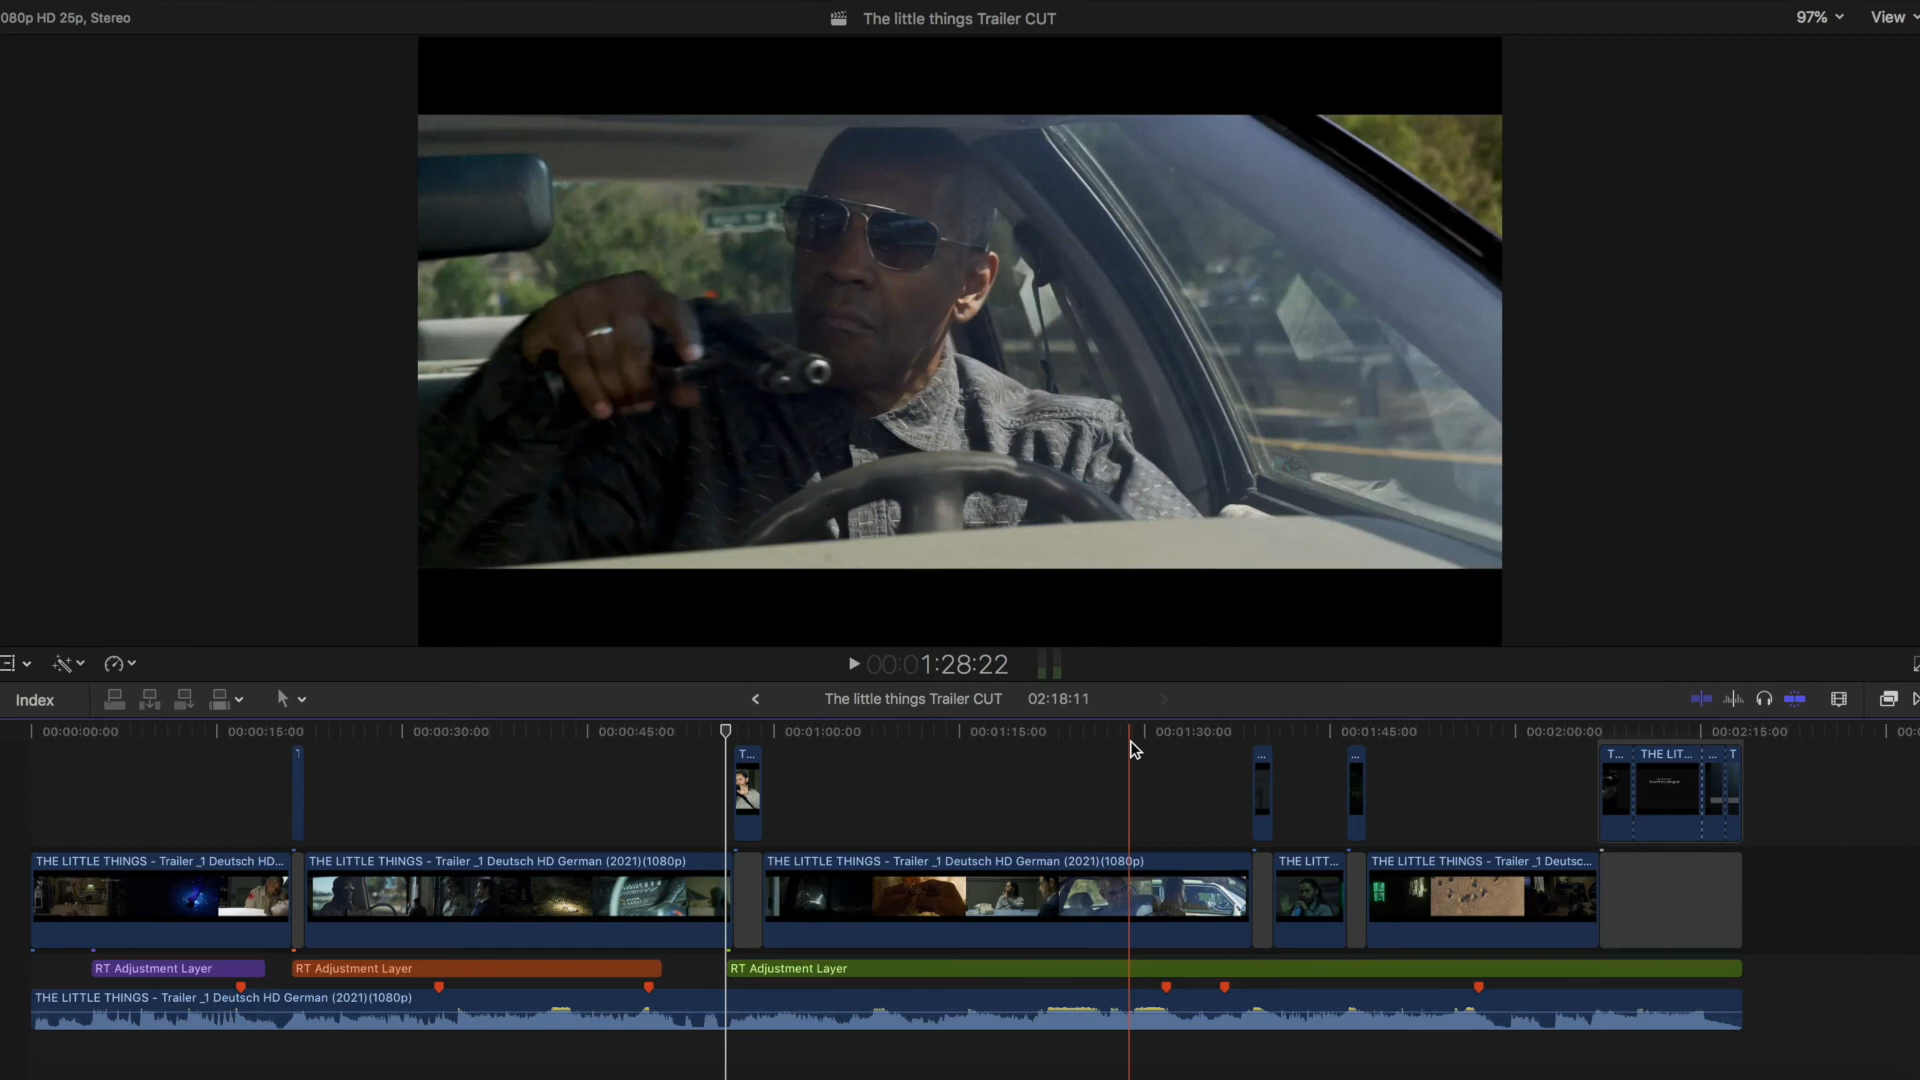 080p HD 25p, Stereo
The little things Trailer CUT
97%
View
00:01:28:22
Index
The little things Trailer CUT
02:18:11
00:00:00:00
00:00:15:00
00:00:30:00
00:00:45:00
00:01:00:00
00:01:15:00
00:01:30:00
00:01:45:00
00:02:00:00
00:02:15:00
00:0
T...
...
...
T...
THE LIT...
...
T
THE LITTLE THINGS - Trailer _1 Deutsch HD...
THE LITTLE THINGS - Trailer _1 Deutsch HD German (2021)(1080p)
THE LITTLE THINGS - Trailer _1 Deutsch HD German (2021)(1080p)
THE LITT...
THE LITTLE THINGS - Trailer _1 Deutsc...
RT Adjustment Layer
RT Adjustment Layer
RT Adjustment Layer
THE LITTLE THINGS - Trailer _1 Deutsch HD German (2021)(1080p)